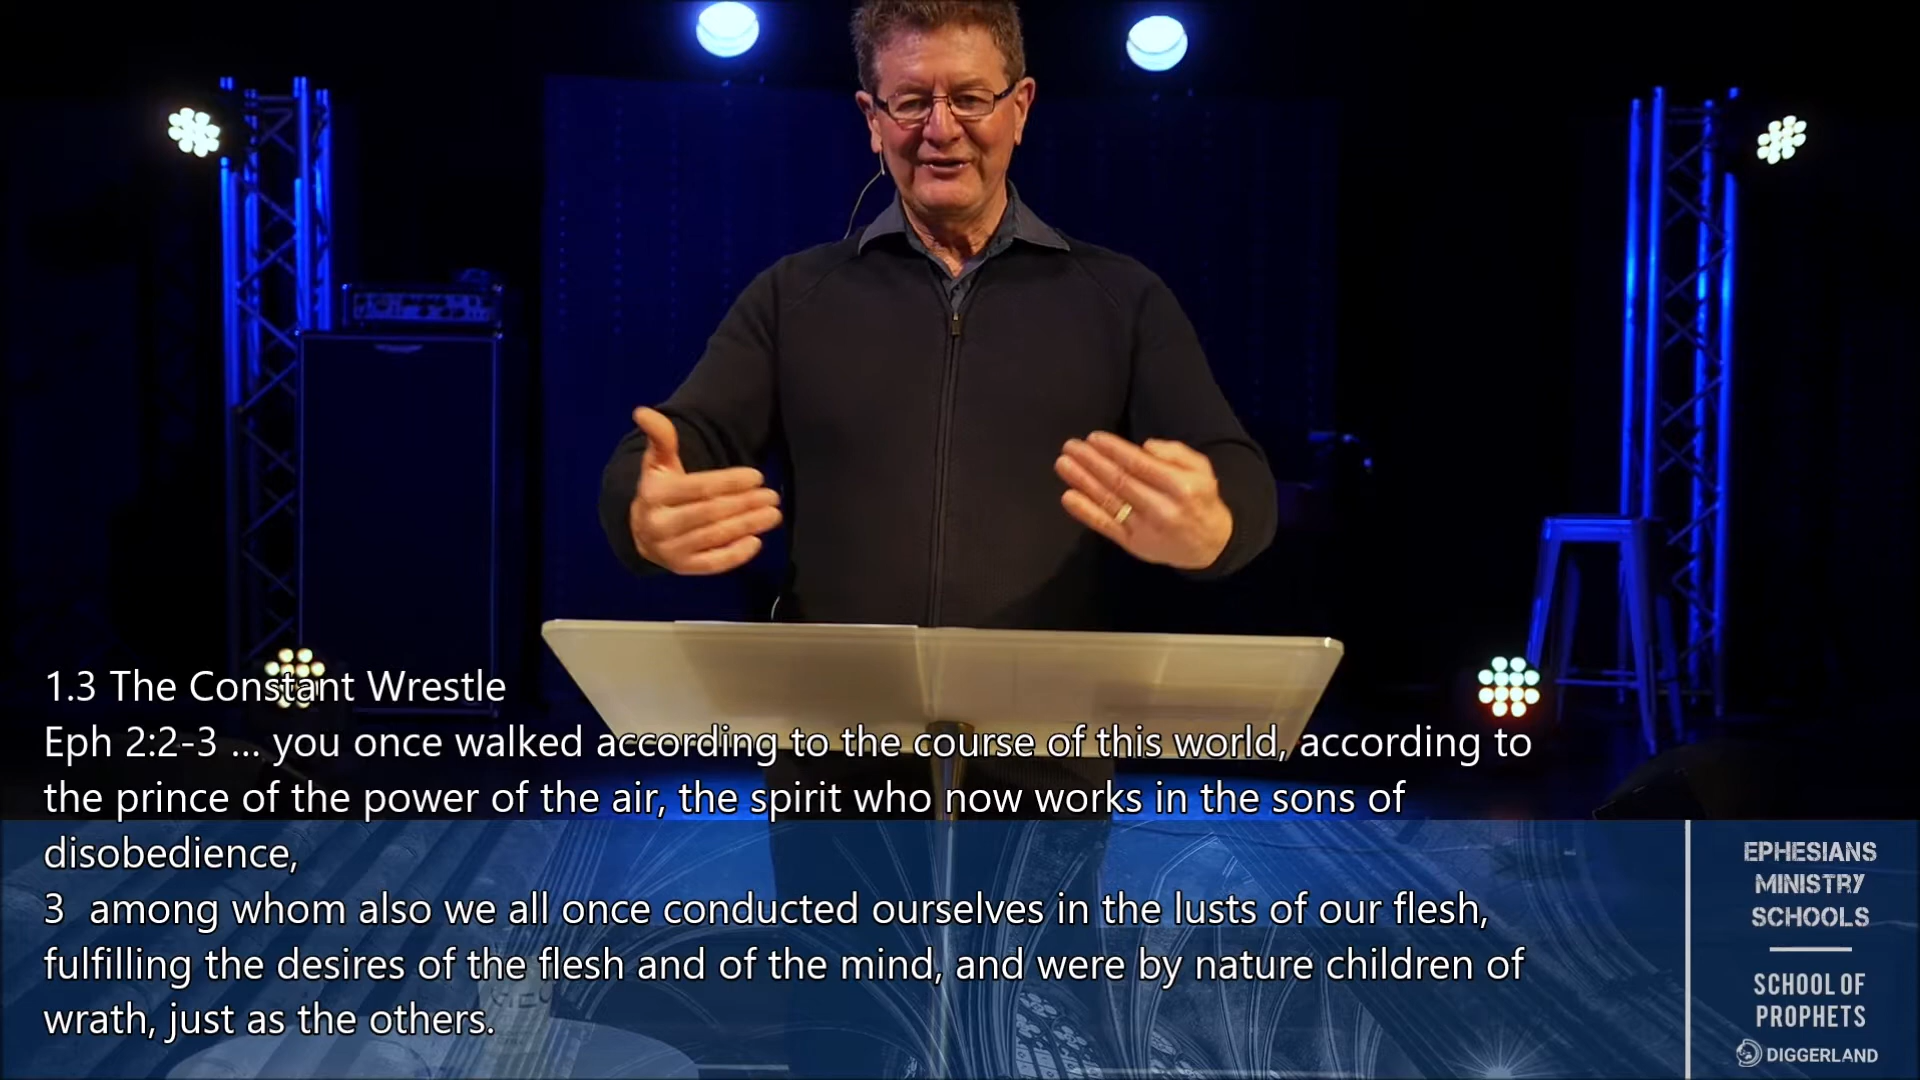 1.3 The Constant Wrestle
Eph 2:2-3 ... you once walked according to the course of this world, according to
the prince of the power of the air, the spirit who now works in the sons of
disobedience,
3  among whom also we all once conducted ourselves in the lusts of our flesh,
fulfilling the desires of the flesh and of the mind, and were by nature children of
wrath, just as the others.
EPHESIANS
MINISTRY
SCHOOLS
SCHOOL OF
PROPHETS
DIGGERLAND